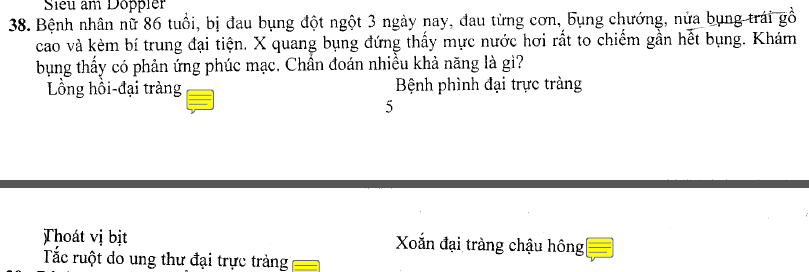 Siêu âm Doppler
38. Bệnh nhân nữ 86 tuổi, bị đau bụng đột ngột 3 ngày nay, đau từng cơn, bụng chướng, nửa bụng trái gồ
cao và kèm bí trung đại tiện. X quang bụng đứng thấy mực nước hơi rất to chiếm gần hết bụng. Khám
bụng thấy có phản ứng phúc mạc. Chẩn đoán nhiều khả năng là gì?
Lồng hồi-đại tràng Bệnh phình đại trực tràng
5
Thoát vị bịt
Xoắn đại tràng chậu hông
Tắc ruột do ung thư đại trực tràng